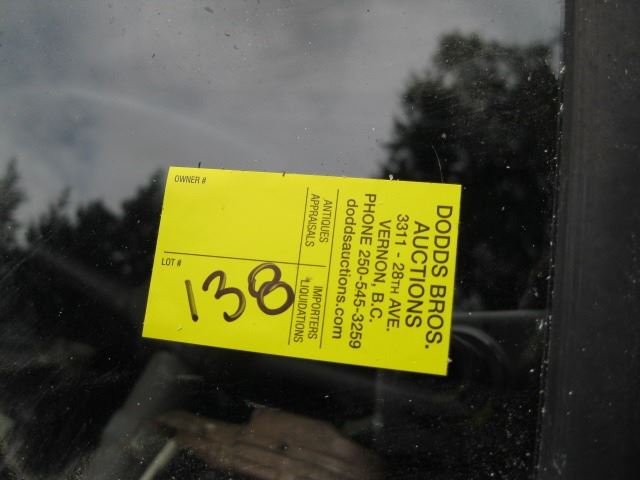 DODDS BROS.
AUCTIONS
3311 - 28TH AVE.
VERNON, B.C.
PHONE 250-545-3259
doddsauctions.com
ANTIQUES
APPRAISALS
IMPORTERS
LIQUIDATIONS
OWNER #
LOT #
138